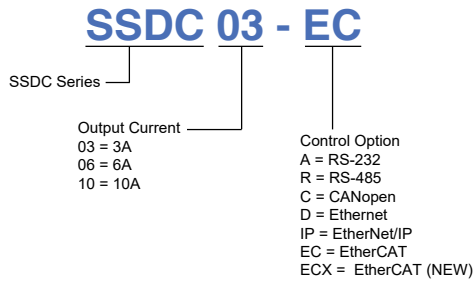 SSDC 03 - EC
SSDC Series
Output Current
03 = 3A
06 = 6A
10 = 10A
Control Option
A = RS-232
R = RS-485
C = CANopen
D = Ethernet
IP = EtherNet/IP
EC = EtherCAT
ECX = EtherCAT (NEW)